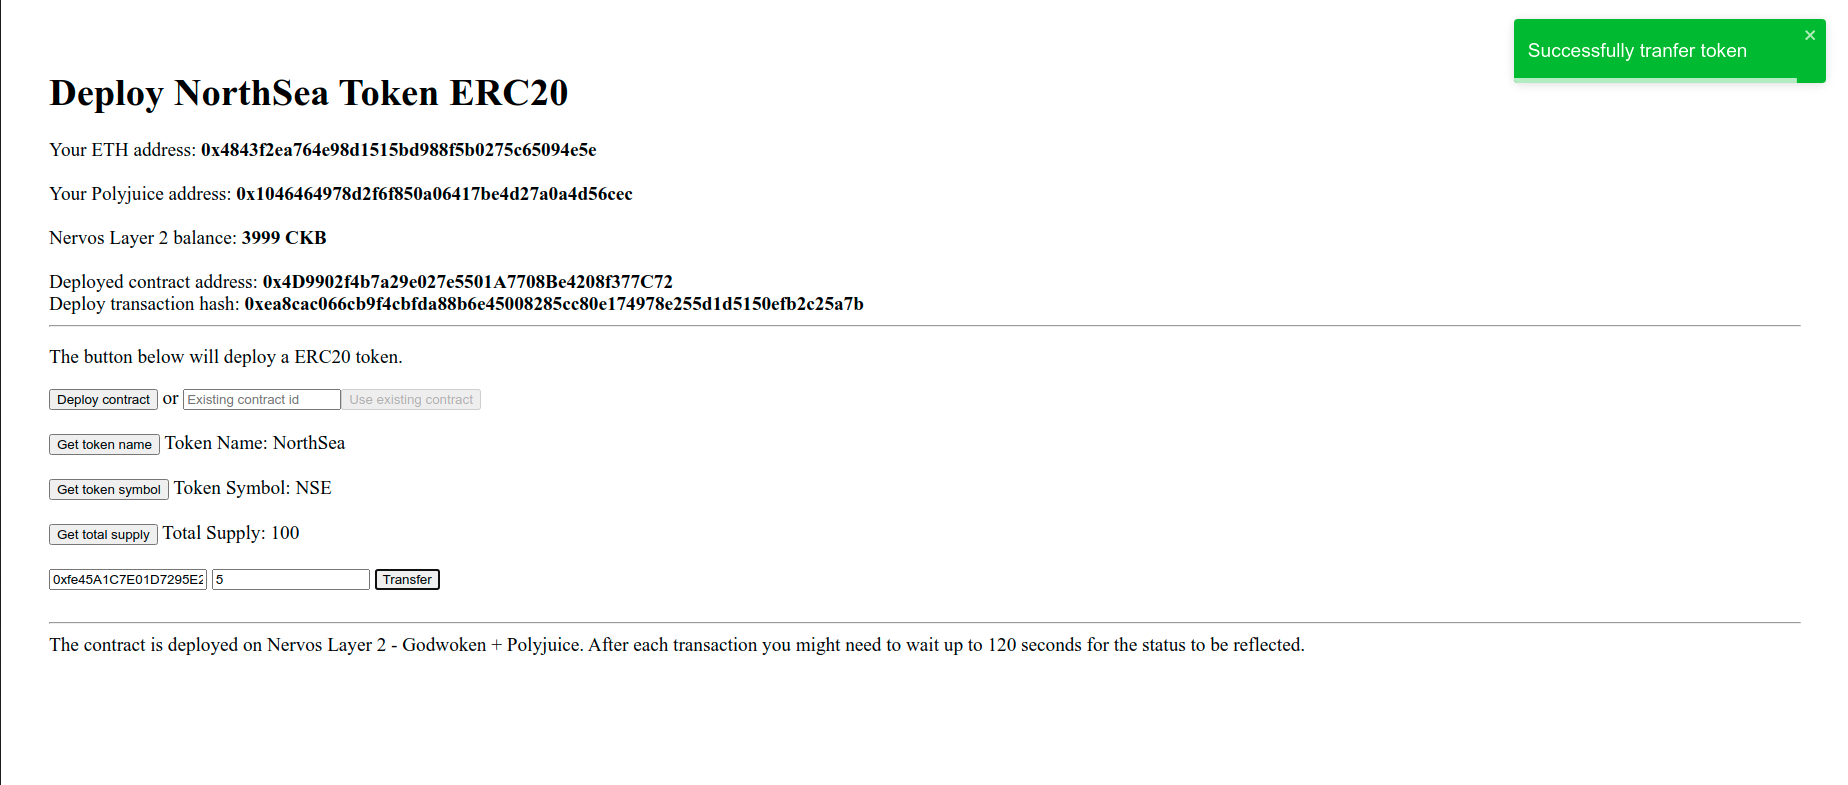 Successfully tranfer token
Deploy NorthSea Token ERC20
Your ETH address: 0x4843f2ea764e98d1515bd988f5b0275c65094e5e
Your Polyjuice address: 0x1046464978d2f6f850a06417be4d27a0a4d56cec
Nervos Layer 2 balance: 3999 CKB
Deployed contract address: 0x4D9902f4b7a29e027e5501A7708Be4208f377C72
Deploy transaction hash: 0xea8cac066cb9f4cbfda88b6e45008285cc80e174978e255d1d5150efb2c25a7b
The button below will deploy a ERC20 token.
Deploy contract or Existing contract id Use existing contract
Get token name Token Name: NorthSea
Get token symbol Token Symbol: NSE
Get total supply Total Supply: 100
0xfe45A1C7E01D7295E2 5 Transfer
The contract is deployed on Nervos Layer 2 - Godwoken + Polyjuice. After each transaction you might need to wait up to 120 seconds for the status to be reflected.